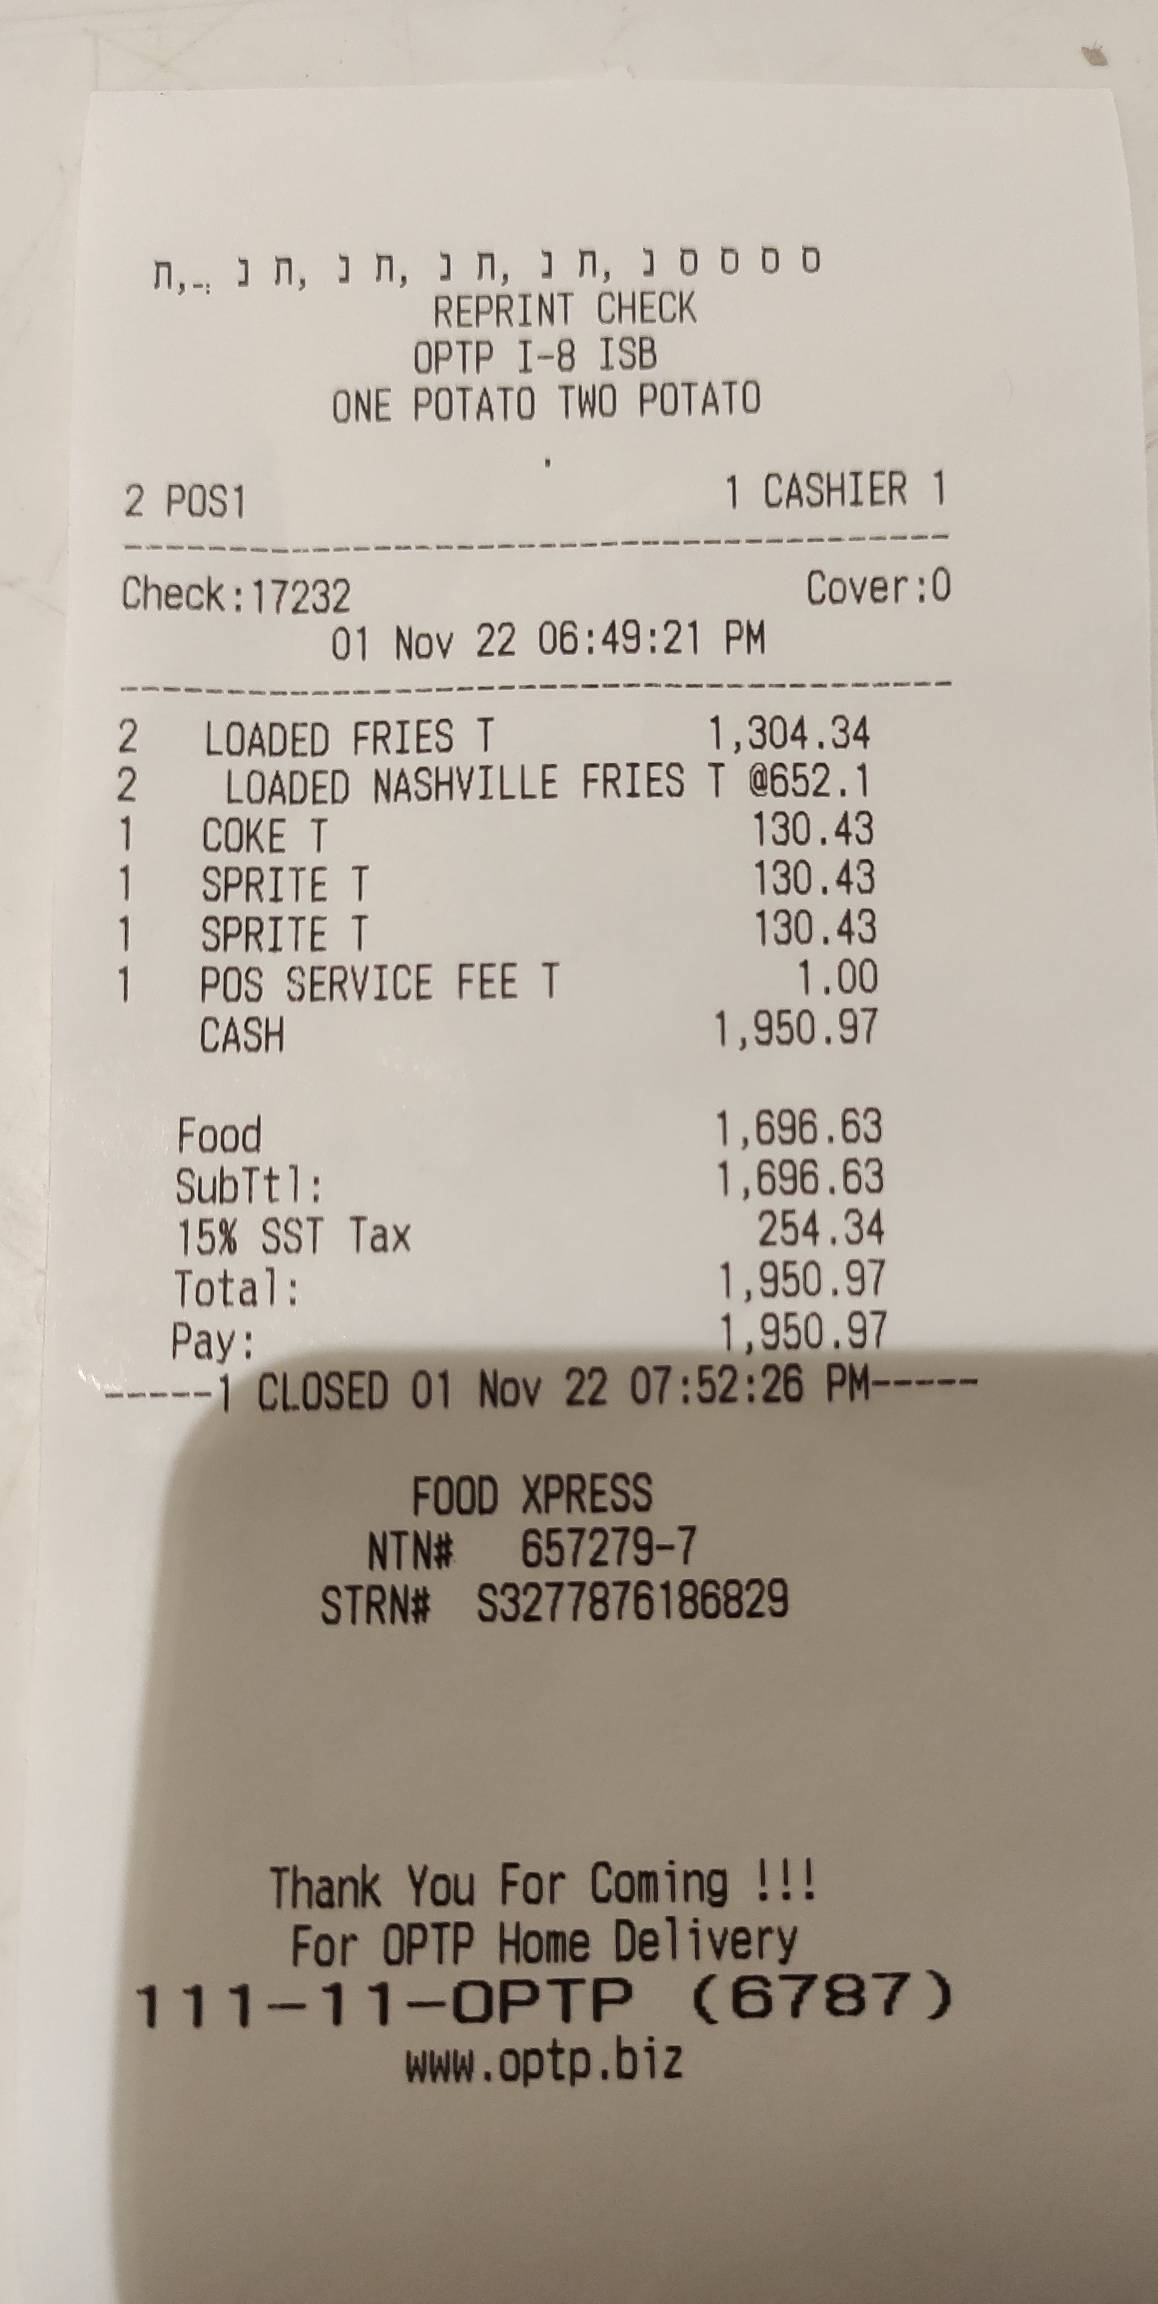 ת,-: נ ת, נ ת, נ ת, נ ת, נ ס ס ס ס
REPRINT CHECK
OPTP I-8 ISB
ONE POTATO TWO POTATO
2 POS1 1 CASHIER 1
Check:17232 Cover:0
01 Nov 22 06:49:21 PM
2 LOADED FRIES T 1,304.34
2 LOADED NASHVILLE FRIES T @652.1
1 COKE T 130.43
1 SPRITE T 130.43
1 SPRITE T 130.43
1 POS SERVICE FEE T 1.00
CASH 1,950.97
Food 1,696.63
SubTtl: 1,696.63
15% SST Tax 254.34
Total: 1,950.97
Pay: 1,950.97
-----1 CLOSED 01 Nov 22 07:52:26 PM-----
FOOD XPRESS
NTN# 657279-7
STRN# S3277876186829
Thank You For Coming !!!
For OPTP Home Delivery
111-11-OPTP (6787)
www.optp.biz